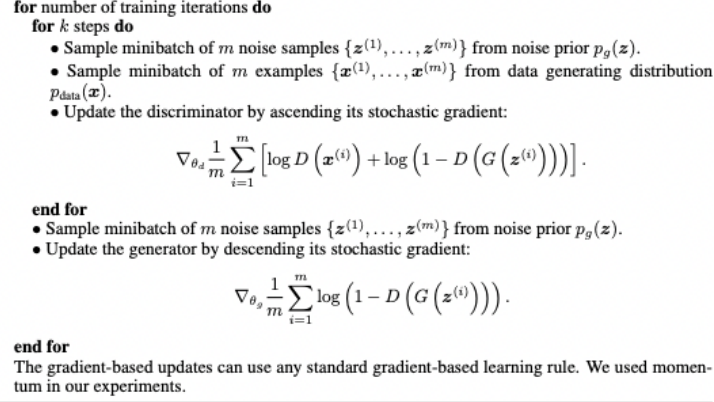 for number of training iterations do
for k steps do
• Sample minibatch of m noise samples {z^(1), . . . , z^(m)} from noise prior p_g(z).
• Sample minibatch of m examples {x^(1), . . . , x^(m)} from data generating distribution
p_data(x).
• Update the discriminator by ascending its stochastic gradient:
∇_θ_d 1/m ∑_{i=1}^{m} [log D (x^(i)) + log (1 − D (G (z^(i))))] .
end for
• Sample minibatch of m noise samples {z^(1), . . . , z^(m)} from noise prior p_g(z).
• Update the generator by descending its stochastic gradient:
∇_θ_g 1/m ∑_{i=1}^{m} log (1 − D (G (z^(i)))) .
end for
The gradient-based updates can use any standard gradient-based learning rule. We used momen-
tum in our experiments.